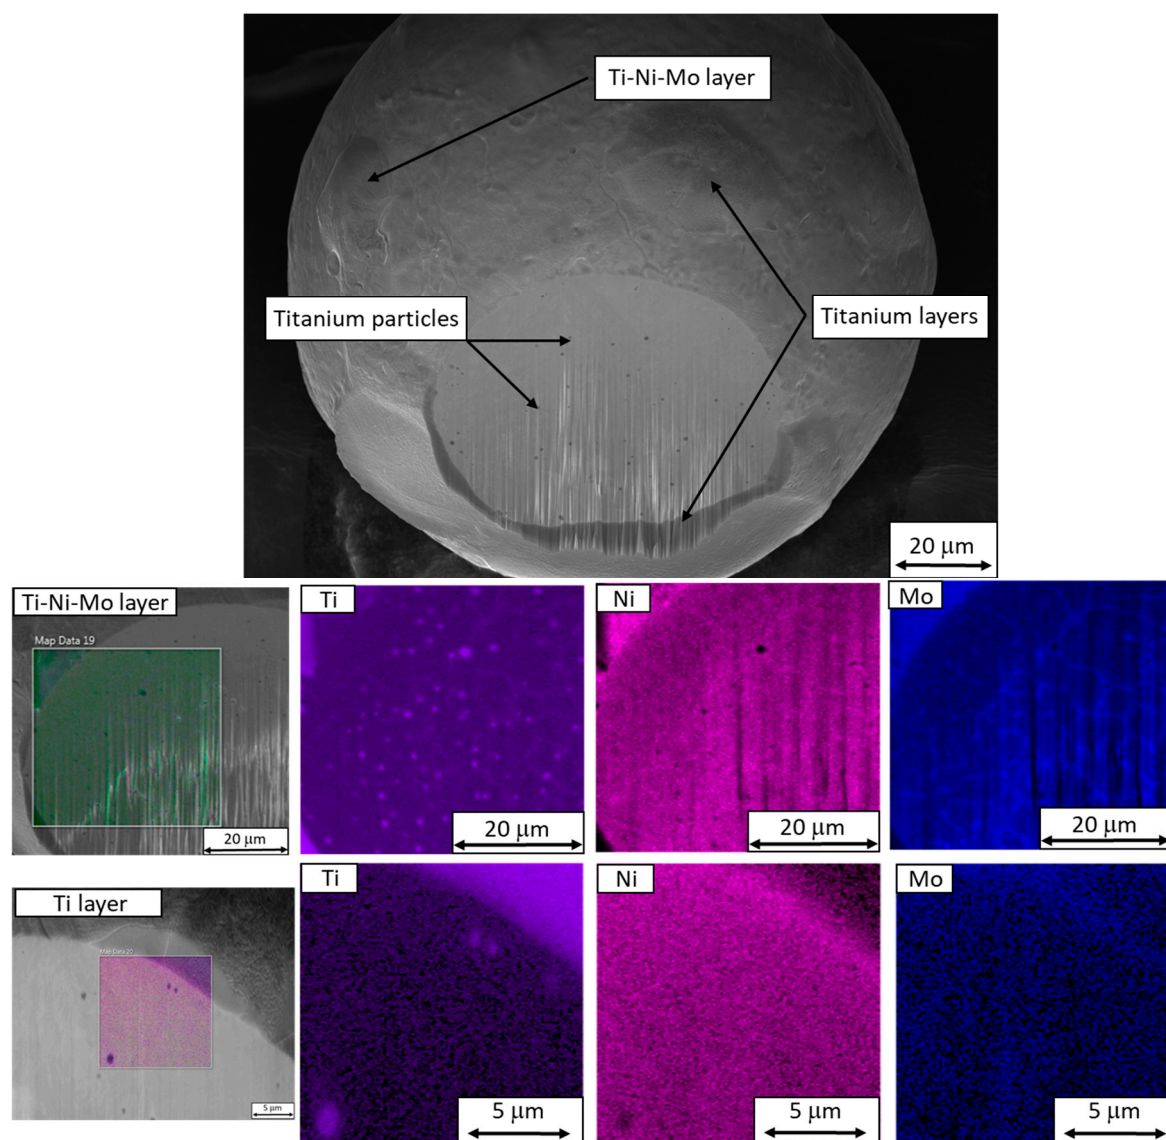 Ti-Ni-Mo layer
Titanium particles
Titanium layers
20 μm
Ti-Ni-Mo layer
Ti
Ni
Mo
Map Data 19
20 μm
20 μm
20 μm
20 μm
Ti layer
Ti
Ni
Mo
Map Data 20
5 μm
5 μm
5 μm
5 μm